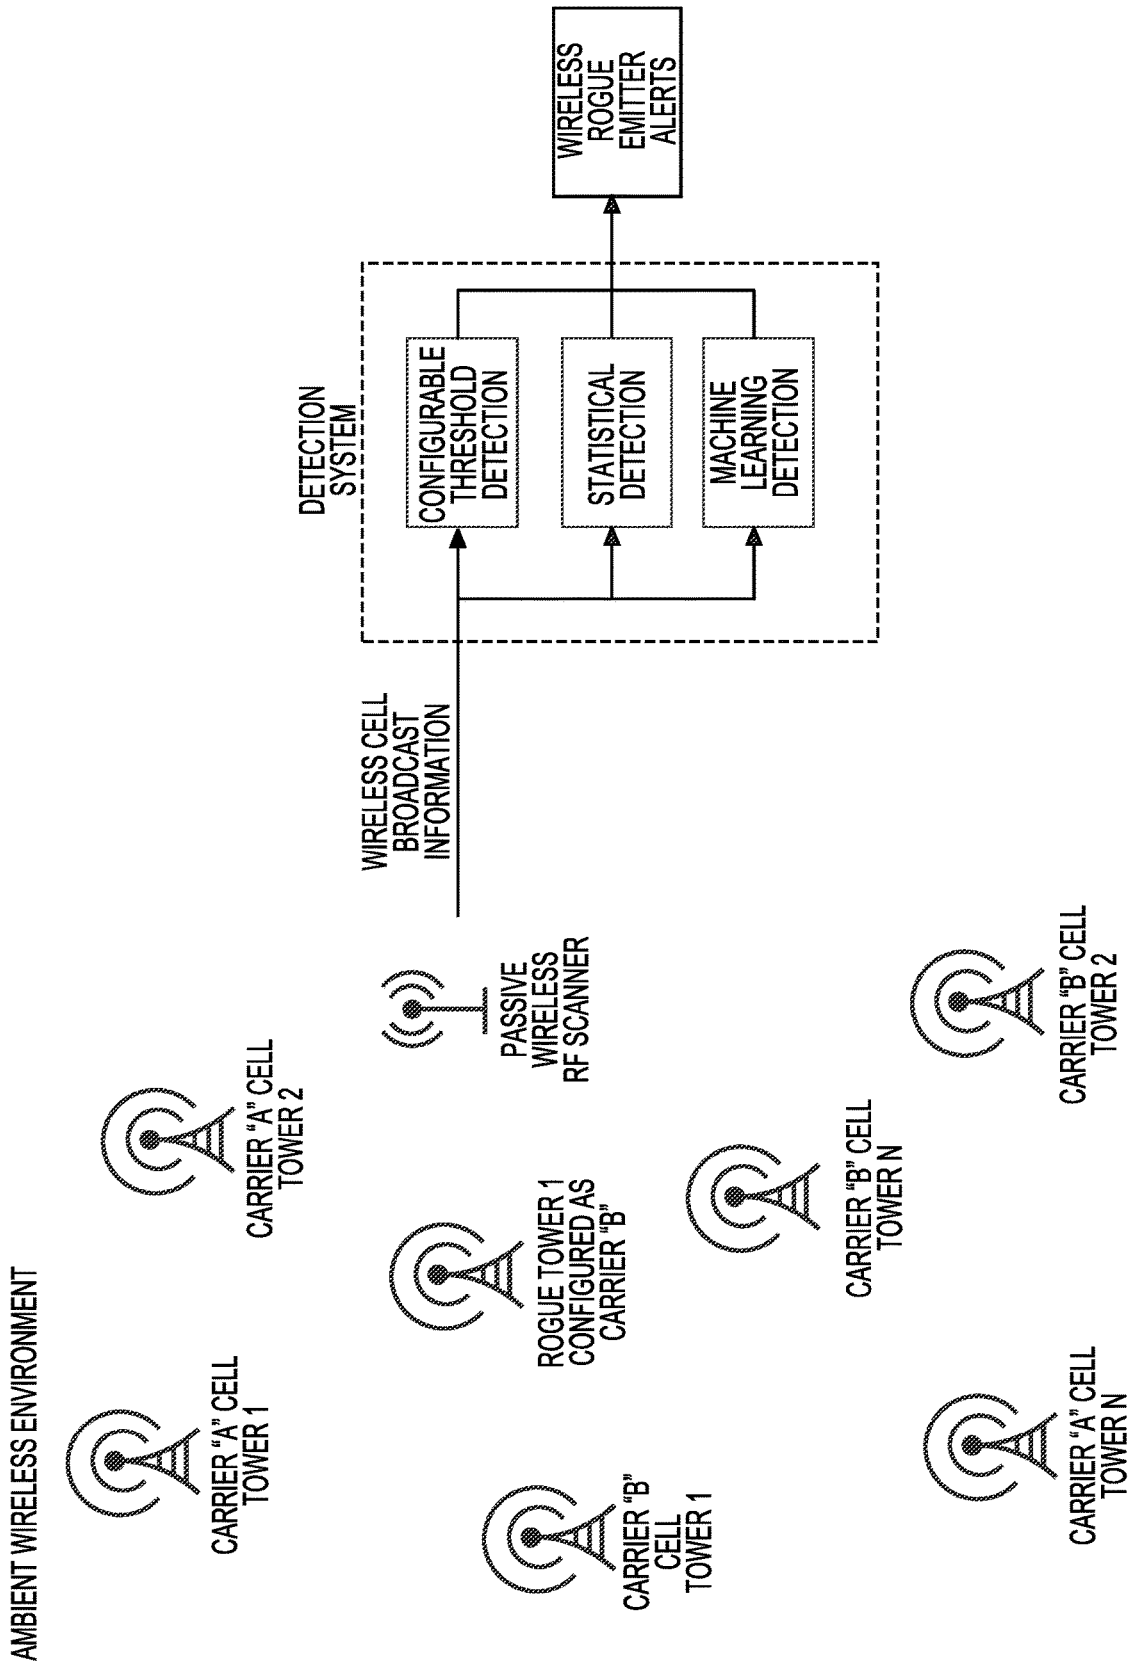 AMBIENT WIRELESS ENVIRONMENT
CARRIER "A" CELL
TOWER 1
CARRIER "A" CELL
TOWER 2
CARRIER "B"
CELL
TOWER 1
ROGUE TOWER 1
CONFIGURED AS
CARRIER "B"
PASSIVE
WIRELESS
RF SCANNER
CARRIER "B" CELL
TOWER N
CARRIER "A" CELL
TOWER N
CARRIER "B" CELL
TOWER 2
WIRELESS CELL
BROADCAST
INFORMATION
DETECTION
SYSTEM
CONFIGURABLE
THRESHOLD
DETECTION
STATISTICAL
DETECTION
MACHINE
LEARNING
DETECTION
WIRELESS
ROGUE
EMITTER
ALERTS